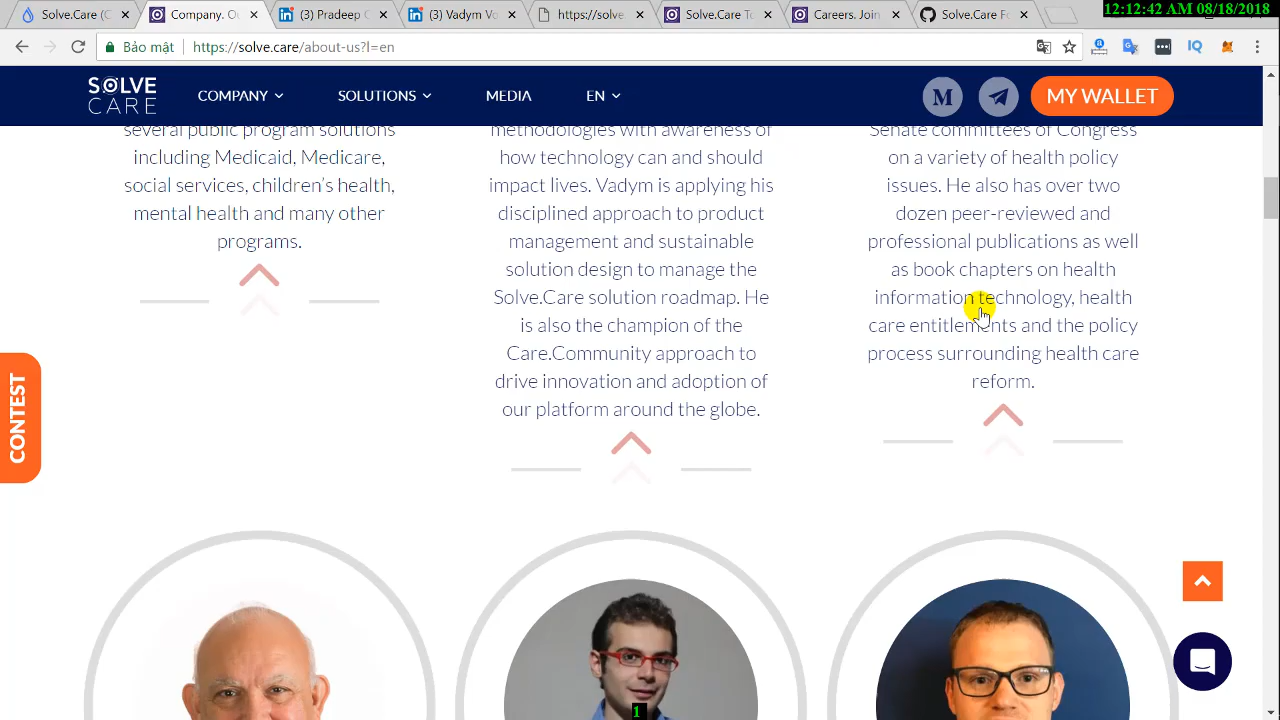 Solve.Care (C
Company. Ou
(3) Pradeep G
(3) Vadym Vo
https://solve
Solve.Care To
Careers
Solve.Care Fo
12:12:42 AM 08/18/2018
Bảo mật
https://solve.care/about-us?l=en
IQ
SOLVE
CARE
COMPANY
SOLUTIONS
MEDIA
EN
M
MY WALLET
several public program solutions
including Medicaid, Medicare,
social services, children's health,
mental health and many other
programs.
methodologies with awareness of
how technology can and should
impact lives. Vadym is applying his
disciplined approach to product
management and sustainable
solution design to manage the
Solve.Care solution roadmap. He
is also the champion of the
Care.Community approach to
drive innovation and adoption of
our platform around the globe.
Senate committees of Congress
on a variety of health policy
issues. He also has over two
dozen peer-reviewed and
professional publications as well
as book chapters on health
information technology, health
care entitlements and the policy
process surrounding health care
reform.
CONTEST
1